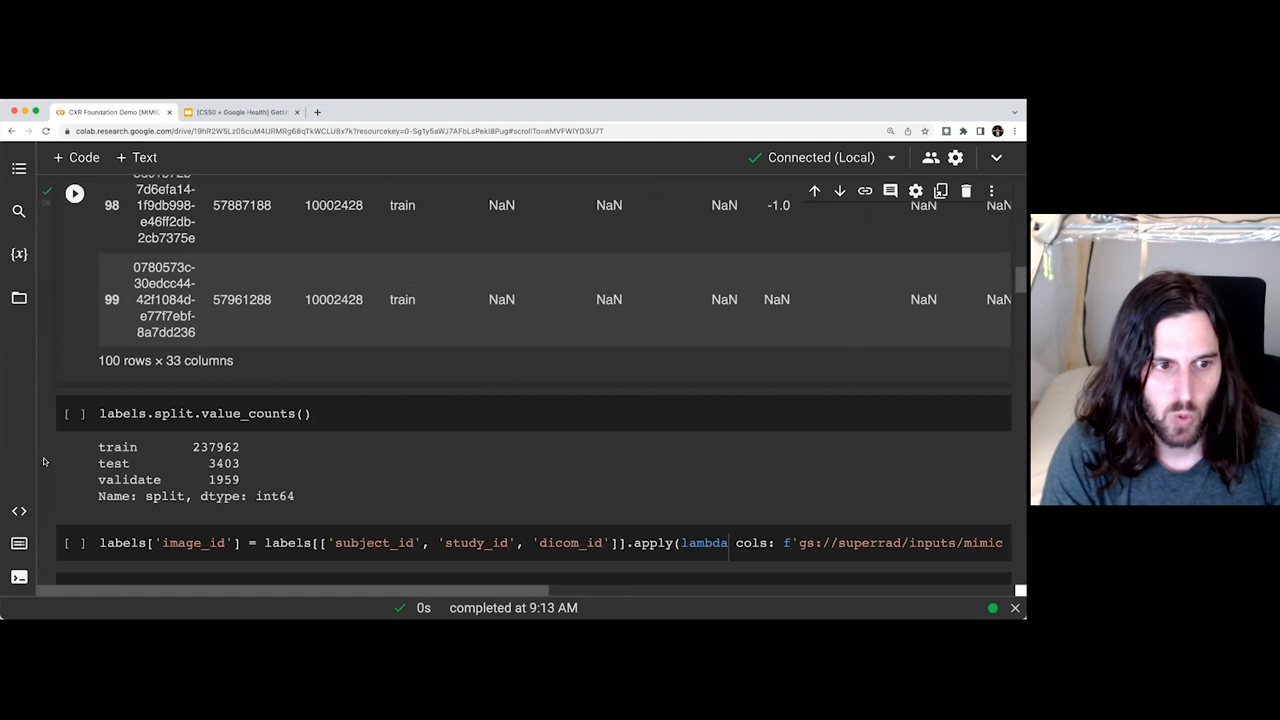 CXR Foundation Demo [MIMIC
[CS50 + Google Health] Getti
colab.research.google.com/drive/19hR2W5Lz05cuM4URMRg68qTkWCLU8x7k?resourcekey=0-Sg1y5aWJ7AFbLsPekI8Pug#scrollTo=eMVFWIYD3U7T
+ Code + Text
Connected (Local)
7d6efa14-
98 1f9db998- 57887188 10002428 train NaN NaN NaN -1.0 NaN NaN
e46ff2db-
2cb7375e
0780573c-
30edcc44-
99 42f1084d- 57961288 10002428 train NaN NaN NaN NaN NaN NaN
e77f7ebf-
8a7dd236
100 rows × 33 columns
[ ] labels.split.value_counts()
train 237962
test 3403
validate 1959
Name: split, dtype: int64
[ ] labels['image_id'] = labels[['subject_id', 'study_id', 'dicom_id']].apply(lambda cols: f'gs://superrad/inputs/mimic
0s completed at 9:13 AM